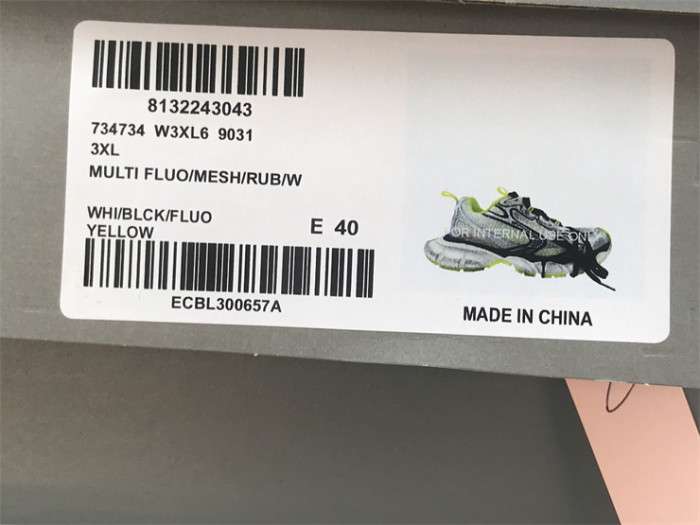 8132243043
734734 W3XL6 9031
3XL
MULTI FLUO/MESH/RUB/W
WHI/BLCK/FLUO
YELLOW
E 40
ECBL300657A
FOR INTERNAL USE ONLY
MADE IN CHINA